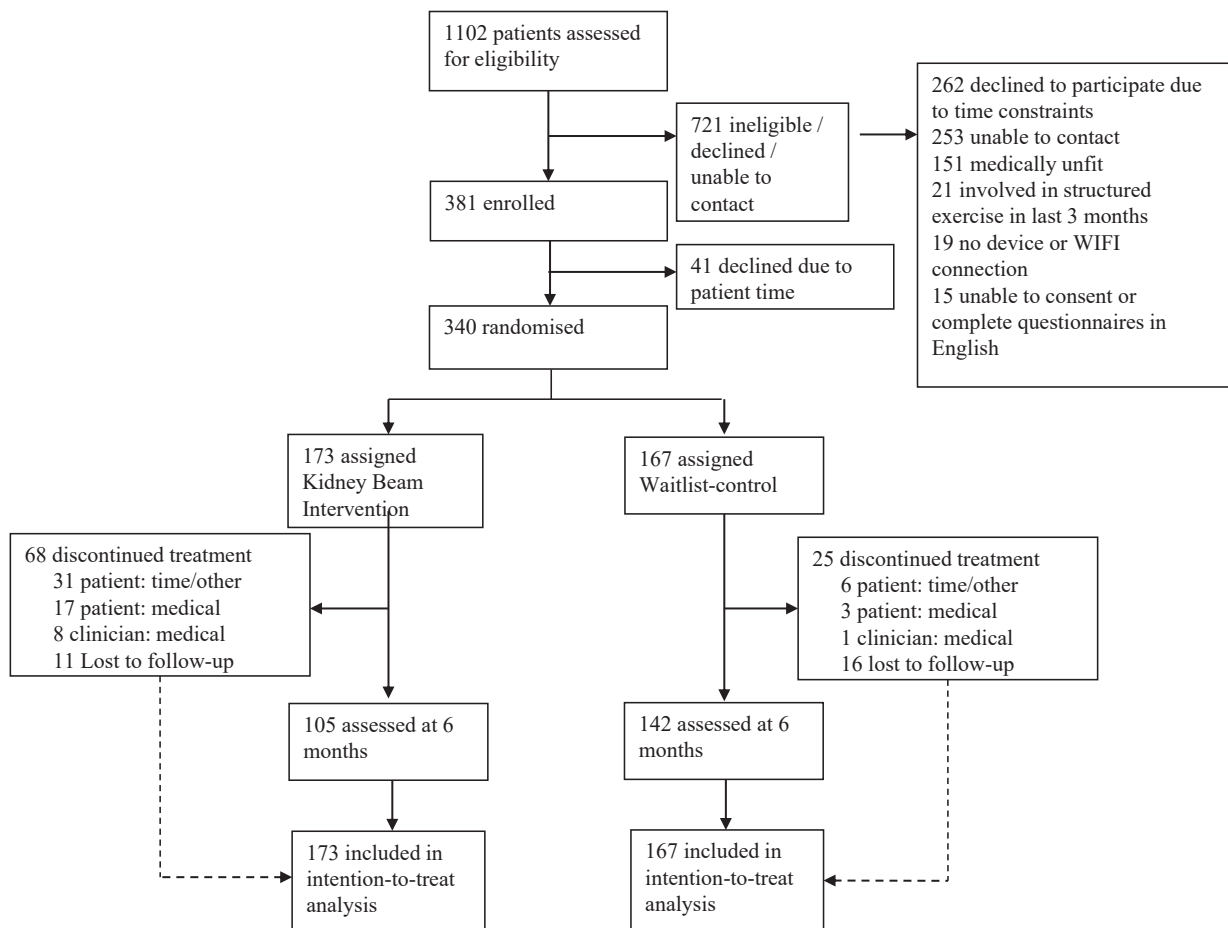 1102 patients assessed
for eligibility
721 ineligible /
declined /
unable to
contact
262 declined to participate due
to time constraints
253 unable to contact
151 medically unfit
21 involved in structured
exercise in last 3 months
19 no device or WIFI
connection
15 unable to consent or
complete questionnaires in
English
381 enrolled
41 declined due to
patient time
340 randomised
173 assigned
Kidney Beam
Intervention
167 assigned
Waitlist-control
68 discontinued treatment
31 patient: time/other
17 patient: medical
8 clinician: medical
11 Lost to follow-up
25 discontinued treatment
6 patient: time/other
3 patient: medical
1 clinician: medical
16 lost to follow-up
105 assessed at 6
months
142 assessed at 6
months
173 included in
intention-to-treat
analysis
167 included in
intention-to-treat
analysis